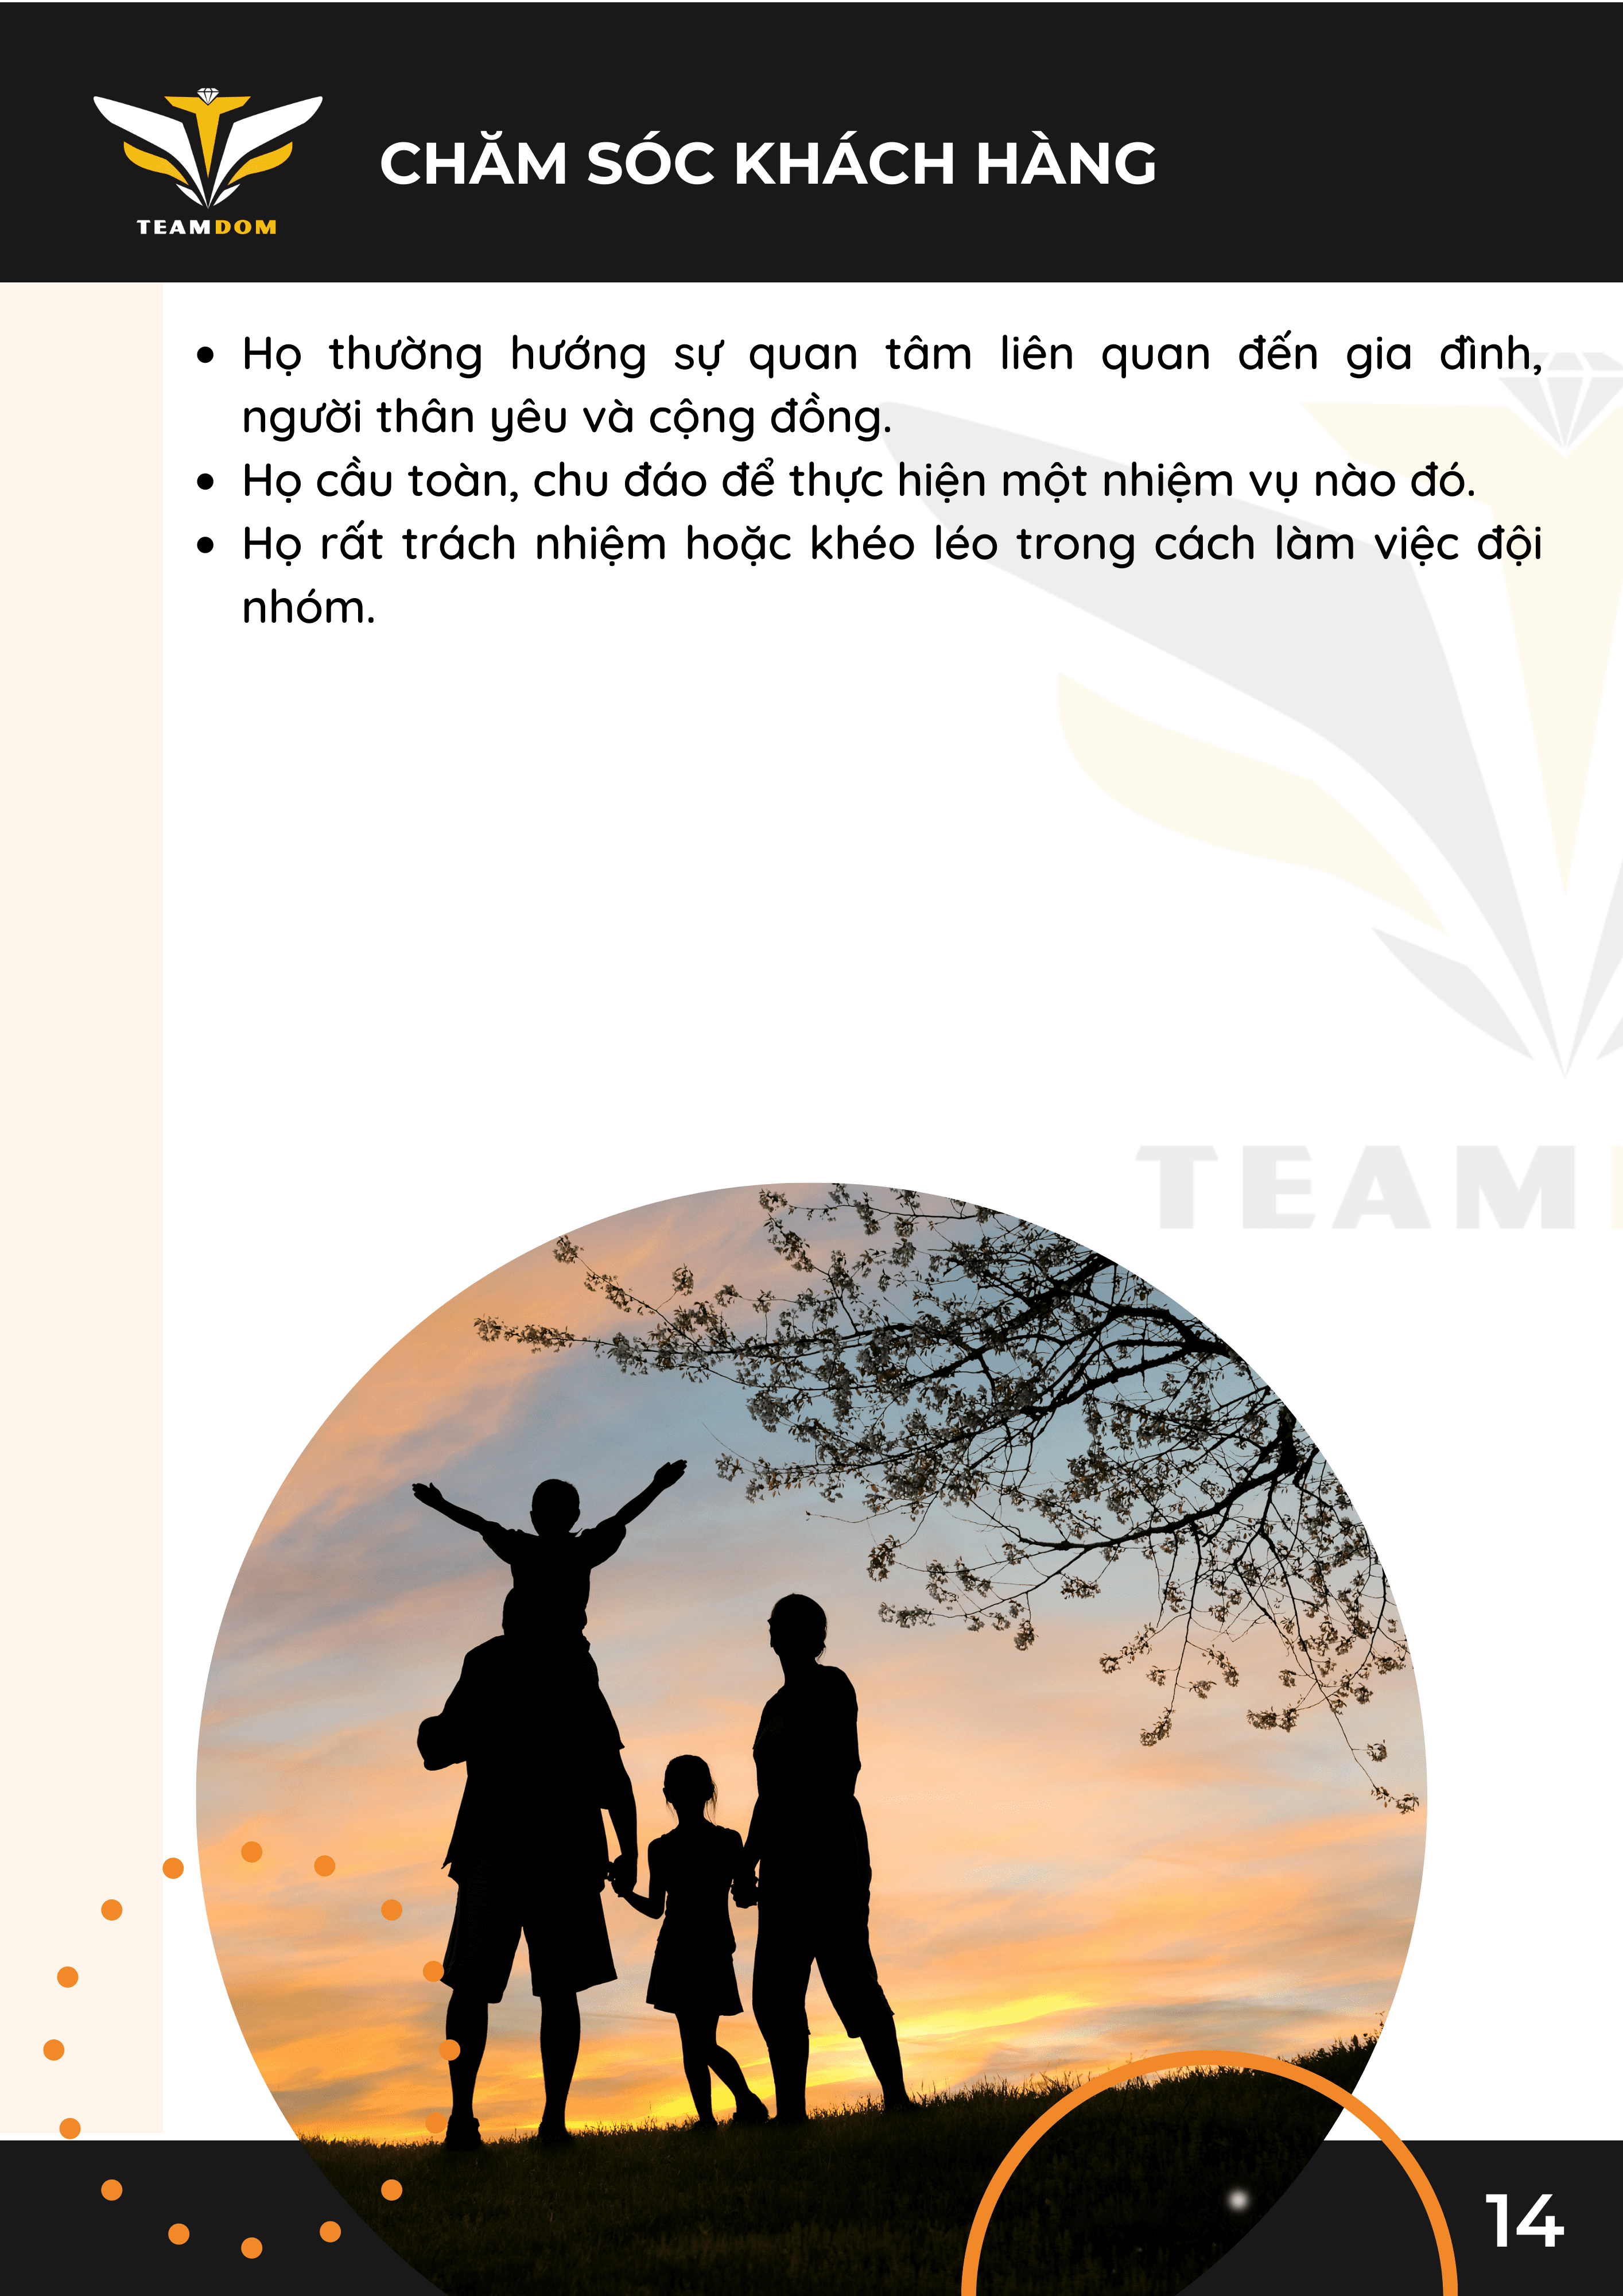 TEAMDOM
CHĂM SÓC KHÁCH HÀNG
• Họ thường hướng sự quan tâm liên quan đến gia đình,
người thân yêu và cộng đồng.
• Họ cầu toàn, chu đáo để thực hiện một nhiệm vụ nào đó.
• Họ rất trách nhiệm hoặc khéo léo trong cách làm việc đội
nhóm.
TEAM
14